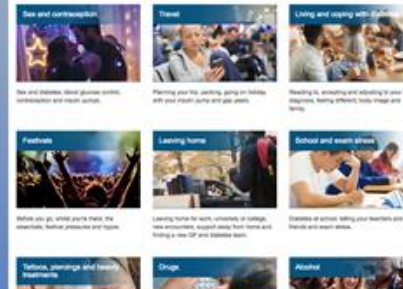 Sex and contraception
Travel
Living and coping with diabetes
Sex and diabetes, blood glucose control,
contraception and insulin pumps.
Planning your trip, packing, going on holiday
with your insulin pump and gap years.
Reacting to, accepting and adjusting to your
diagnosis, feeling different, body image and
family.
Festivals
Leaving home
School and exam stress
Before you go, whilst you're there, the
essentials, festival pressures and hypos.
Leaving home for work, university or college,
new encounters, support away from home and
finding a new GP and diabetes team.
Diabetes at school, telling your teachers and
friends and exam stress.
Tattoos, piercings and beauty
treatments
Drugs
Alcohol